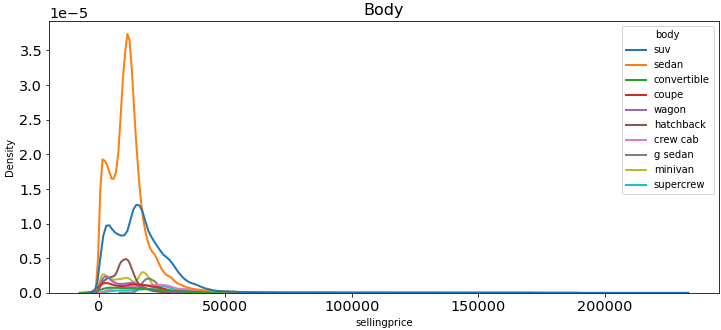 Body
1e−5
3.5
3.0
2.5
2.0
1.5
1.0
0.5
0.0
Density
0
50000
100000
150000
200000
sellingprice
body
suv
sedan
convertible
coupe
wagon
hatchback
crew cab
g sedan
minivan
supercrew